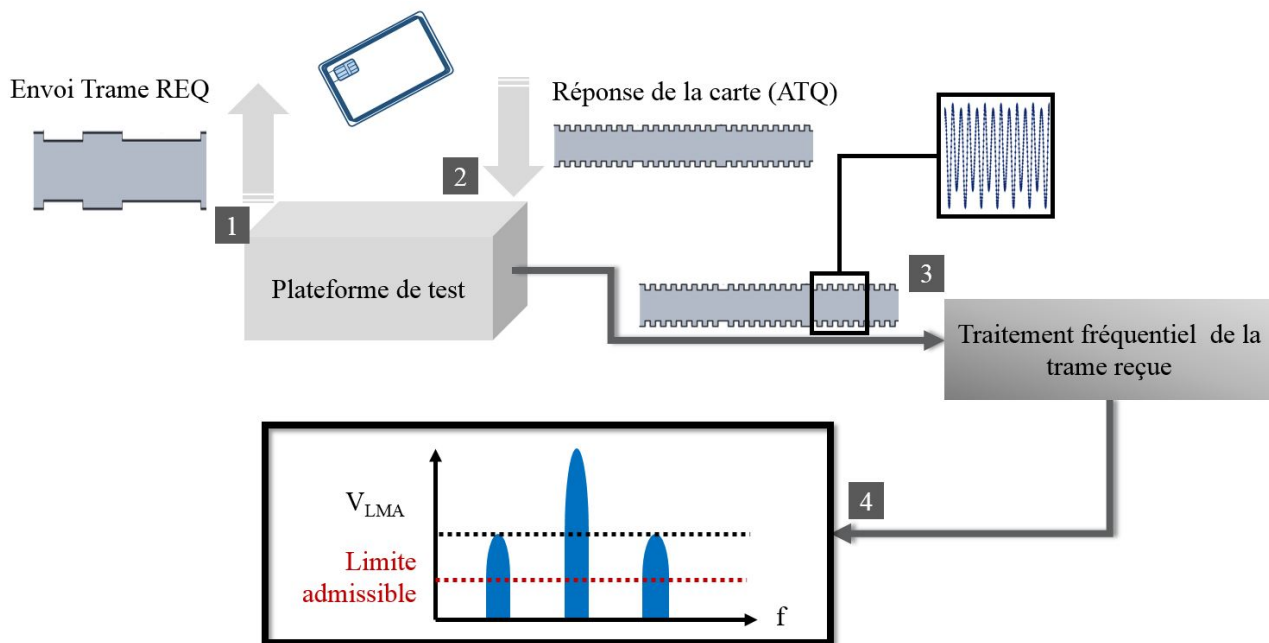 Envoi Trame REQ
Réponse de la carte (ATQ)
2
1
Plateforme de test
3
Traitement fréquentiel de la
trame reçue
4
V_LMA
Limite
admissible
f